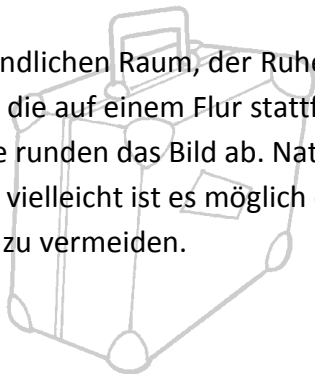 ndlichen Raum, der Ruhe
die auf einem Flur stattf
e runden das Bild ab. Nat
vielleicht ist es möglich
zu vermeiden.